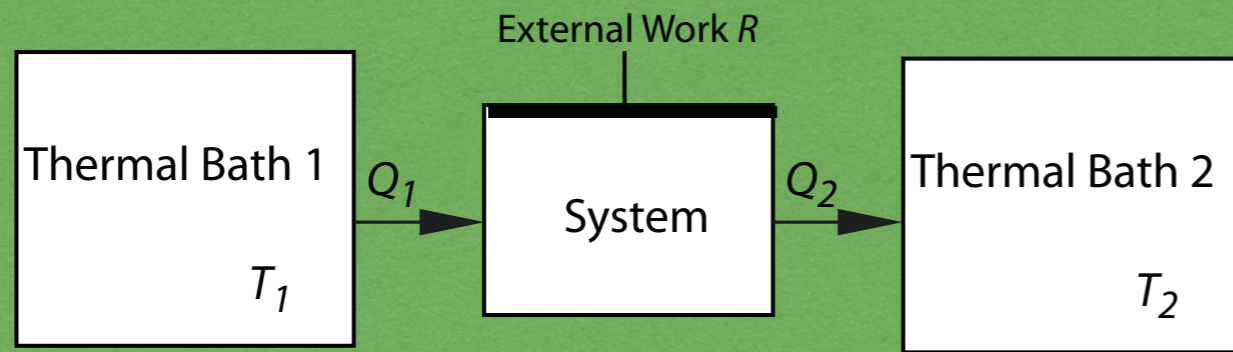 External Work R
Thermal Bath 1
Q1
System
Q2
Thermal Bath 2
T1
T2